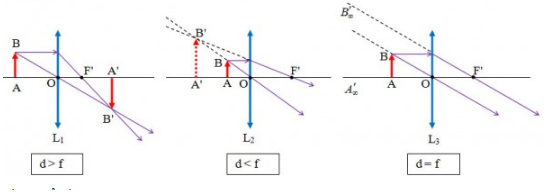 B O F' A'
A B'
L1
d > f
B'
B F'
A' A O
L2
d < f
B'∞
B F'
A'∞ A O
L3
d = f